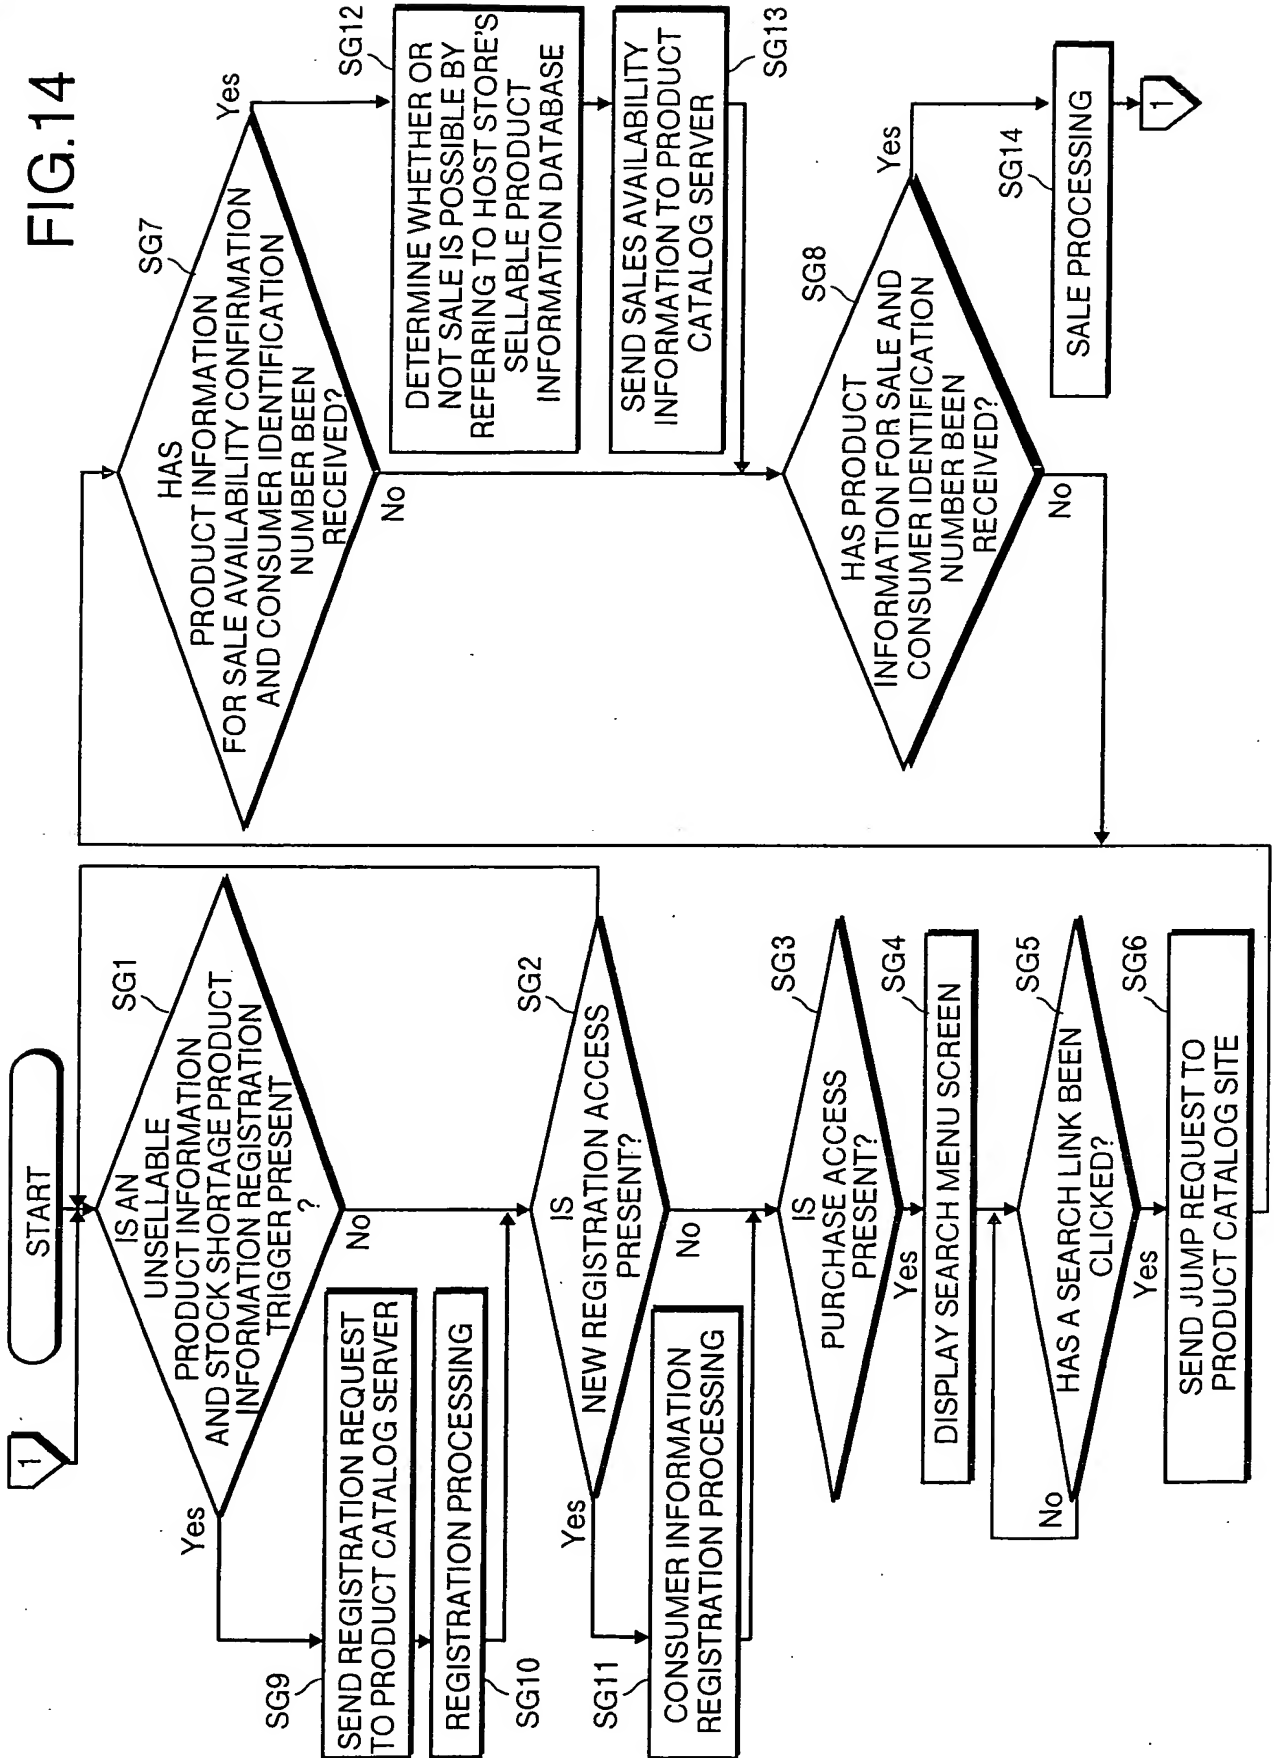 FIG.14
START
1
SG1
IS AN
UNSELLABLE
PRODUCT INFORMATION
AND STOCK SHORTAGE PRODUCT
INFORMATION REGISTRATION
TRIGGER PRESENT
?
Yes
No
SG9
SEND REGISTRATION REQUEST
TO PRODUCT CATALOG SERVER
REGISTRATION PROCESSING
SG10
SG2
IS
NEW REGISTRATION ACCESS
PRESENT?
Yes
No
SG11
CONSUMER INFORMATION
REGISTRATION PROCESSING
SG3
IS
PURCHASE ACCESS
PRESENT?
Yes
SG4
DISPLAY SEARCH MENU SCREEN
SG5
HAS A SEARCH LINK BEEN
CLICKED?
No
Yes
SG6
SEND JUMP REQUEST TO
PRODUCT CATALOG SITE
SG7
HAS
PRODUCT INFORMATION
FOR SALE AVAILABILITY CONFIRMATION
AND CONSUMER IDENTIFICATION
NUMBER BEEN
RECEIVED?
Yes
No
SG12
DETERMINE WHETHER OR
NOT SALE IS POSSIBLE BY
REFERRING TO HOST STORE'S
SELLABLE PRODUCT
INFORMATION DATABASE
SEND SALES AVAILABILITY
INFORMATION TO PRODUCT
CATALOG SERVER
SG13
SG8
HAS PRODUCT
INFORMATION FOR SALE AND
CONSUMER IDENTIFICATION
NUMBER BEEN
RECEIVED?
Yes
No
SG14
SALE PROCESSING
1